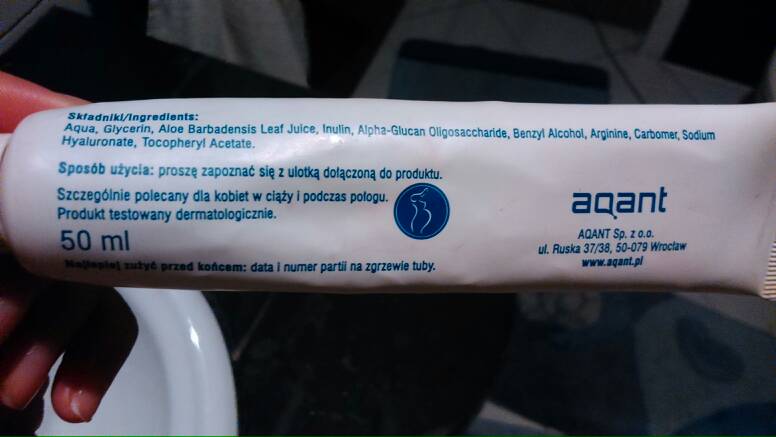 Składniki/Ingredients:
Aqua, Glycerin, Aloe Barbadensis Leaf Juice, Inulin, Alpha-Glucan Oligosaccharide, Benzyl Alcohol, Arginine, Carbomer, Sodium
Hyaluronate, Tocopheryl Acetate.
Sposób użycia: proszę zapoznać się z ulotką dołączoną do produktu.
Szczególnie polecany dla kobiet w ciąży i podczas połogu.
Produkt testowany dermatologicznie.
50 ml
Najlepiej zużyć przed końcem: data i numer partii na zgrzewie tuby.
aqant
AQANT Sp. z o.o.
ul. Ruska 37/38, 50-079 Wrocław
www.aqant.pl